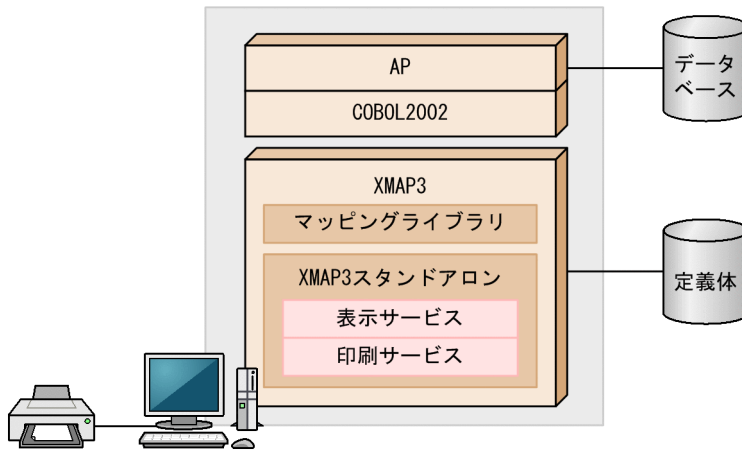 AP
COBOL2002
データ
ベース
XMAP3
マッピングライブラリ
XMAP3スタンドアロン
表示サービス
印刷サービス
定義体